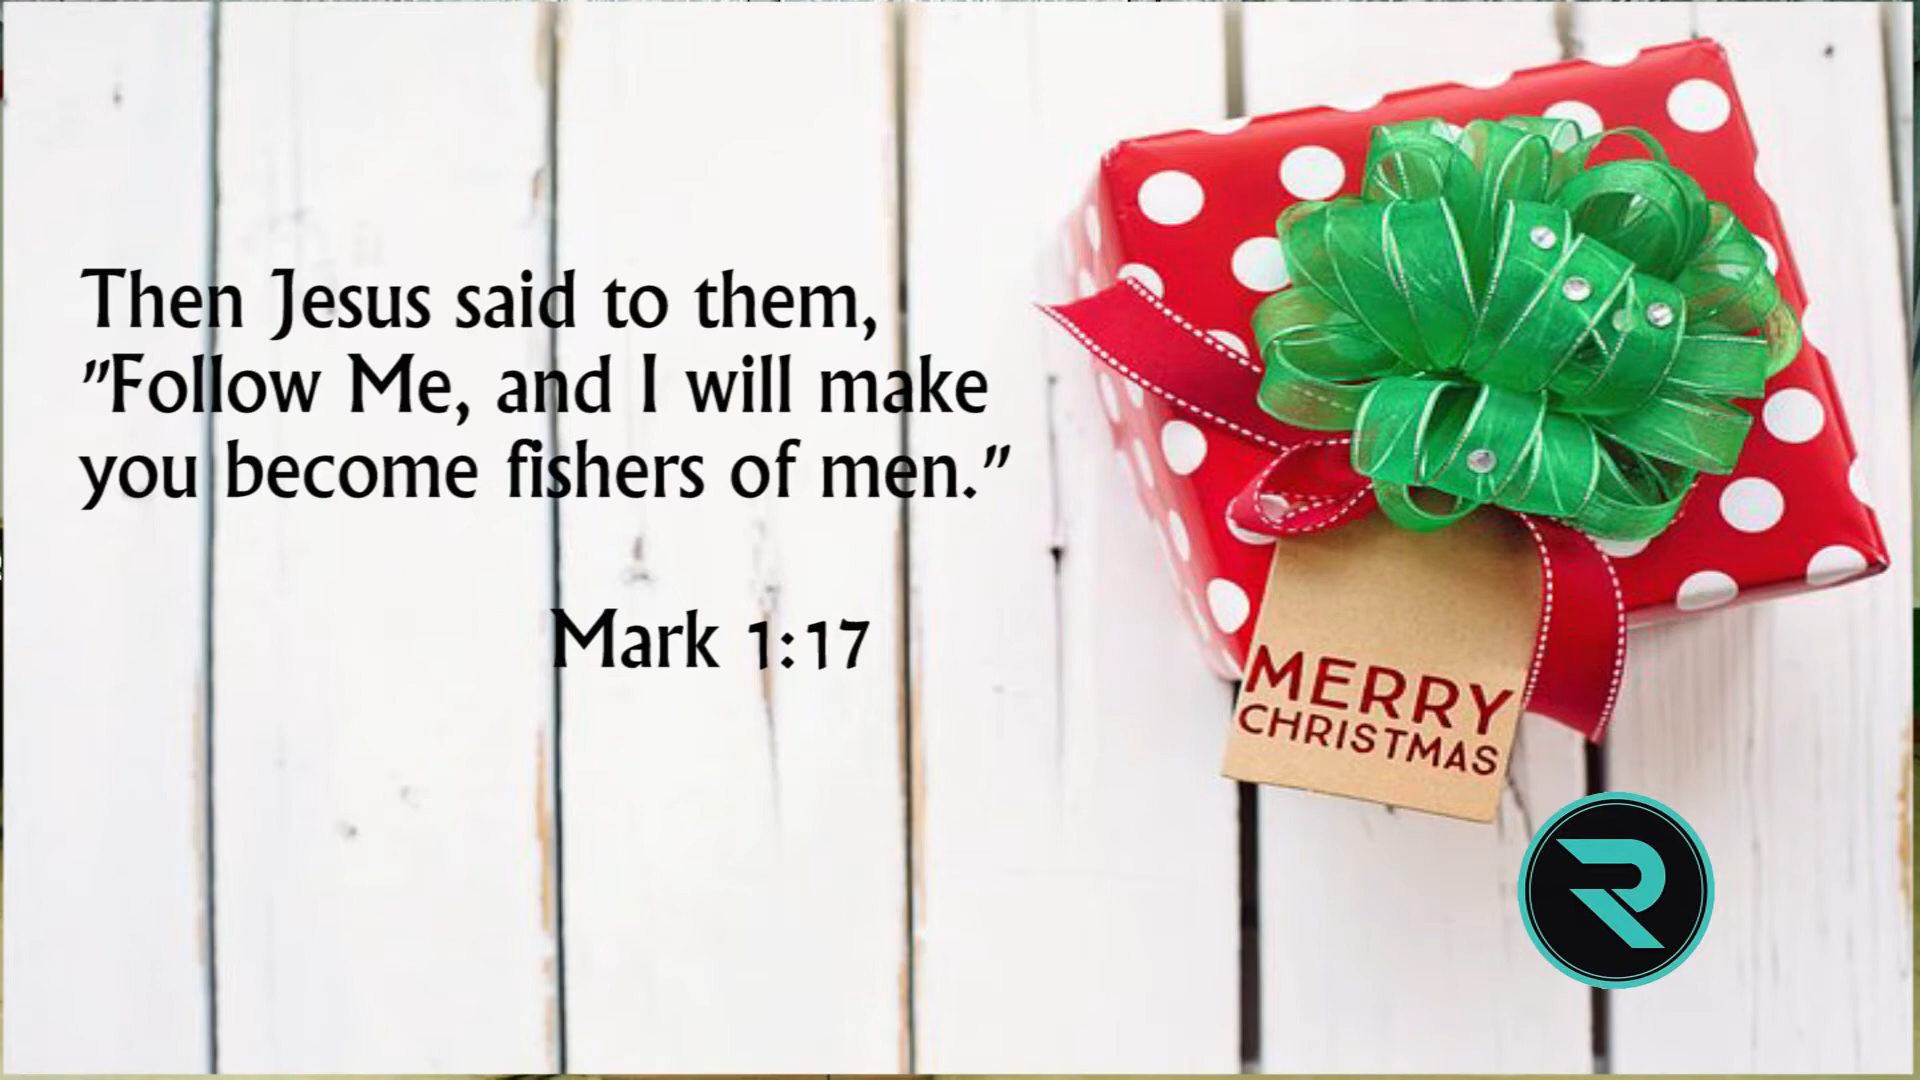 Then Jesus said to them,
"Follow Me, and I will make
you become fishers of men."
Mark 1:17
MERRY
CHRISTMAS
R